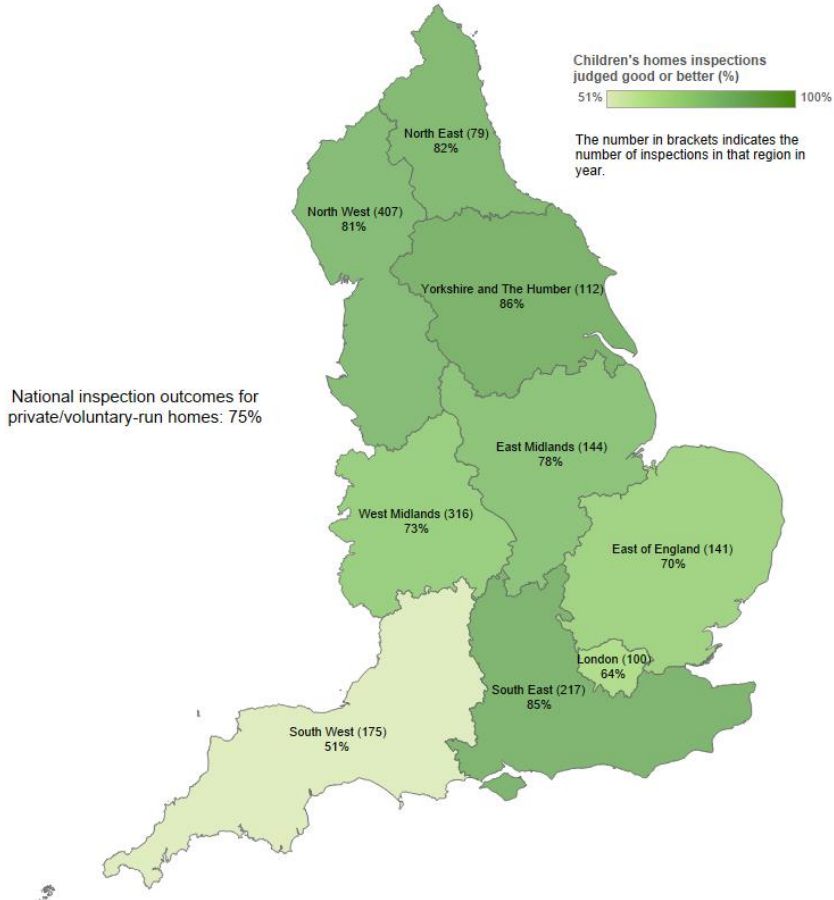 Children's homes inspections
judged good or better (%)
51% 100%
The number in brackets indicates the
number of inspections in that region in
year.
North East (79)
82%
North West (407)
81%
Yorkshire and The Humber (112)
86%
National inspection outcomes for
private/voluntary-run homes: 75%
East Midlands (144)
78%
West Midlands (316)
73%
East of England (141)
70%
London (100)
64%
South East (217)
85%
South West (175)
51%